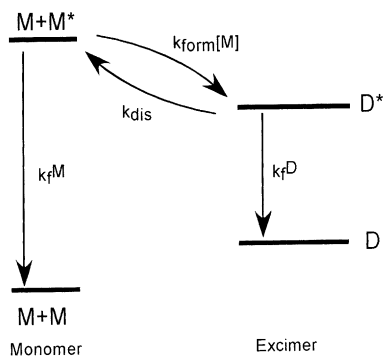 M+M*
kform[M]
kdis
D*
kfM
kfD
D
M+M
Monomer
Excimer